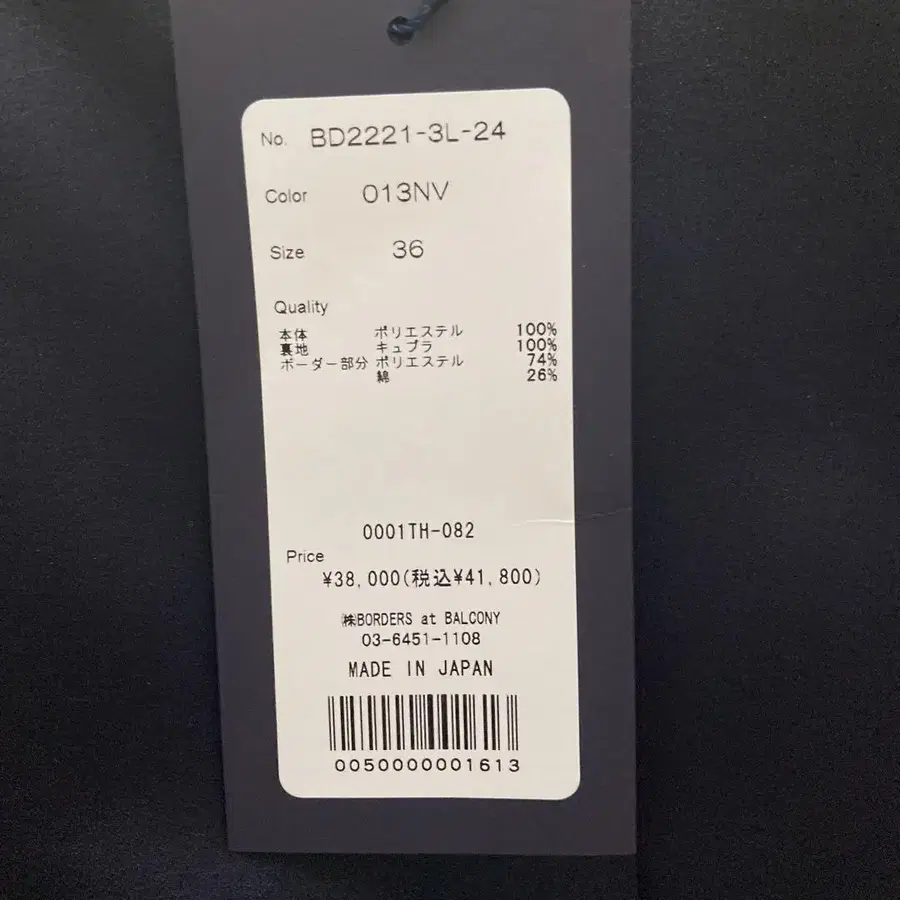 No. BD2221-3L-24
Color 013NV
Size 36
Quality
本体 ポリエステル 100%
裏地 キュプラ 100%
ボーダー部分 ポリエステル 74%
綿 26%
0001TH-082
Price
¥38,000(税込¥41,800)
㈱BORDERS at BALCONY
03-6451-1108
MADE IN JAPAN
0050000001613